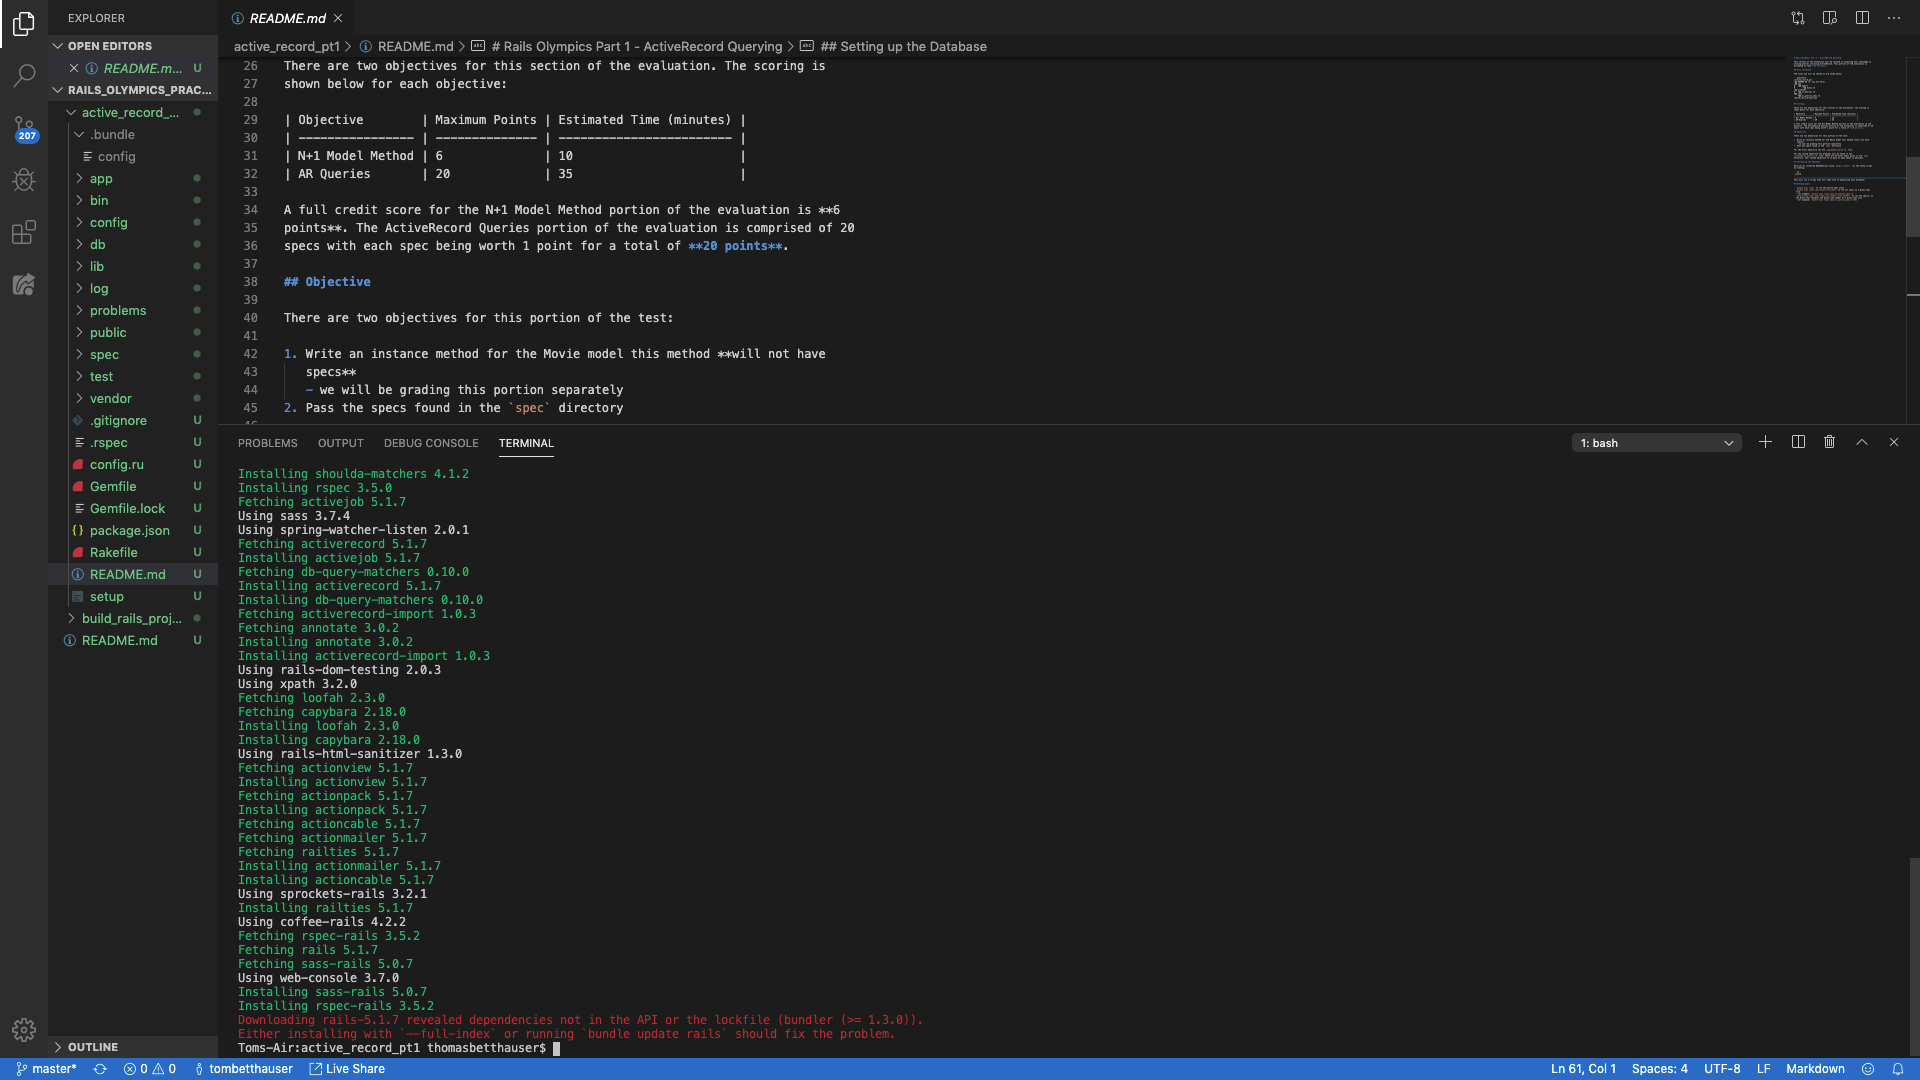 EXPLORER
OPEN EDITORS
README.m... U
RAILS_OLYMPICS_PRAC...
active_record_...
.bundle
config
app
bin
config
db
lib
log
problems
public
spec
test
vendor
.gitignore U
.rspec U
config.ru U
Gemfile U
Gemfile.lock U
package.json U
Rakefile U
README.md U
setup U
build_rails_proj...
README.md U
OUTLINE
207
README.md
active_record_pt1 > README.md > # Rails Olympics Part 1 - ActiveRecord Querying > ## Setting up the Database
26 There are two objectives for this section of the evaluation. The scoring is
27 shown below for each objective:
28
29 | Objective | Maximum Points | Estimated Time (minutes) |
30 | ---------------- | -------------- | ------------------------ |
31 | N+1 Model Method | 6 | 10 |
32 | AR Queries | 20 | 35 |
33
34 A full credit score for the N+1 Model Method portion of the evaluation is **6
35 points**. The ActiveRecord Queries portion of the evaluation is comprised of 20
36 specs with each spec being worth 1 point for a total of **20 points**.
37
38 ## Objective
39
40 There are two objectives for this portion of the test:
41
42 1. Write an instance method for the Movie model this method **will not have
43 specs**
44 - we will be grading this portion separately
45 2. Pass the specs found in the `spec` directory
PROBLEMS OUTPUT DEBUG CONSOLE TERMINAL 1: bash
Installing shoulda-matchers 4.1.2
Installing rspec 3.5.0
Fetching activejob 5.1.7
Using sass 3.7.4
Using spring-watcher-listen 2.0.1
Fetching activerecord 5.1.7
Installing activejob 5.1.7
Fetching db-query-matchers 0.10.0
Installing activerecord 5.1.7
Installing db-query-matchers 0.10.0
Fetching activerecord-import 1.0.3
Fetching annotate 3.0.2
Installing annotate 3.0.2
Installing activerecord-import 1.0.3
Using rails-dom-testing 2.0.3
Using xpath 3.2.0
Fetching loofah 2.3.0
Fetching capybara 2.18.0
Installing loofah 2.3.0
Installing capybara 2.18.0
Using rails-html-sanitizer 1.3.0
Fetching actionview 5.1.7
Installing actionview 5.1.7
Fetching actionpack 5.1.7
Installing actionpack 5.1.7
Fetching actioncable 5.1.7
Fetching actionmailer 5.1.7
Fetching railties 5.1.7
Installing actionmailer 5.1.7
Installing actioncable 5.1.7
Using sprockets-rails 3.2.1
Installing railties 5.1.7
Using coffee-rails 4.2.2
Fetching rspec-rails 3.5.2
Fetching rails 5.1.7
Fetching sass-rails 5.0.7
Using web-console 3.7.0
Installing sass-rails 5.0.7
Installing rspec-rails 3.5.2
Downloading rails-5.1.7 revealed dependencies not in the API or the lockfile (bundler (>= 1.3.0)).
Either installing with `--full-index` or running `bundle update rails` should fix the problem.
Toms-Air:active_record_pt1 thomasbetthauser$
master* 0 0 tombetthauser Live Share Ln 61, Col 1 Spaces: 4 UTF-8 LF Markdown